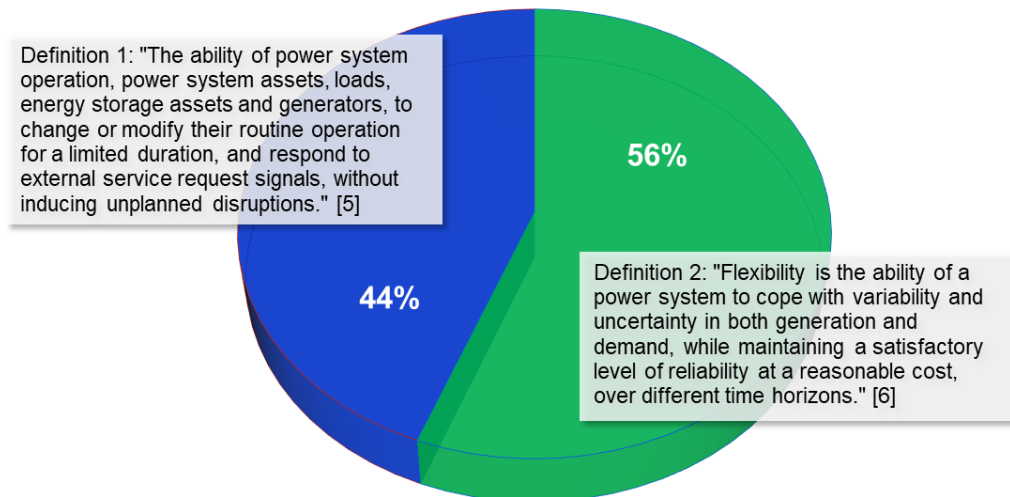 Definition 1: "The ability of power system
operation, power system assets, loads,
energy storage assets and generators, to
change or modify their routine operation
for a limited duration, and respond to
external service request signals, without
inducing unplanned disruptions." [5]
56%
44%
Definition 2: "Flexibility is the ability of a
power system to cope with variability and
uncertainty in both generation and
demand, while maintaining a satisfactory
level of reliability at a reasonable cost,
over different time horizons." [6]